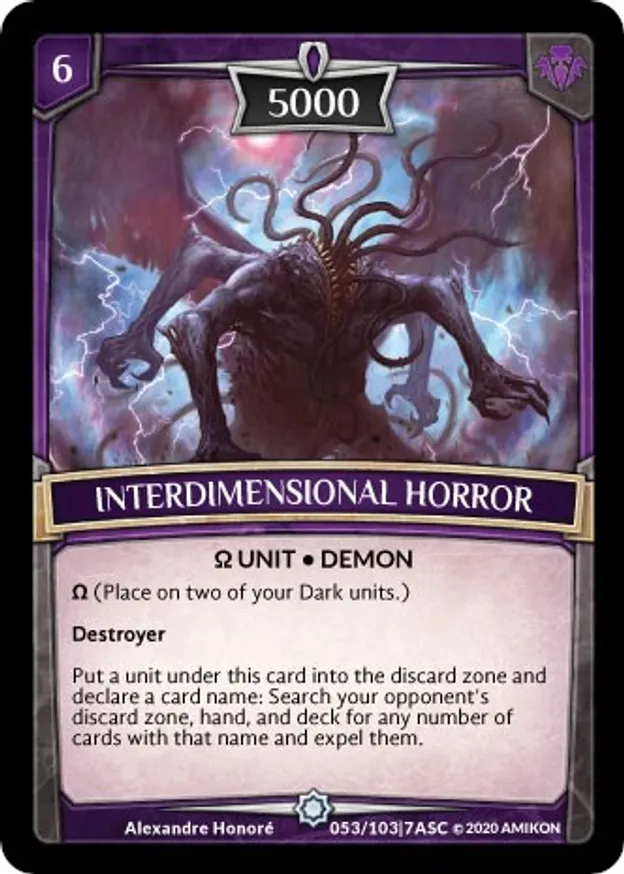 6
5000
INTERDIMENSIONAL HORROR
Ω UNIT • DEMON
Ω (Place on two of your Dark units.)
Destroyer
Put a unit under this card into the discard zone and
declare a card name: Search your opponent's
discard zone, hand, and deck for any number of
cards with that name and expel them.
Alexandre Honoré 053/103|7ASC © 2020 AMIKON